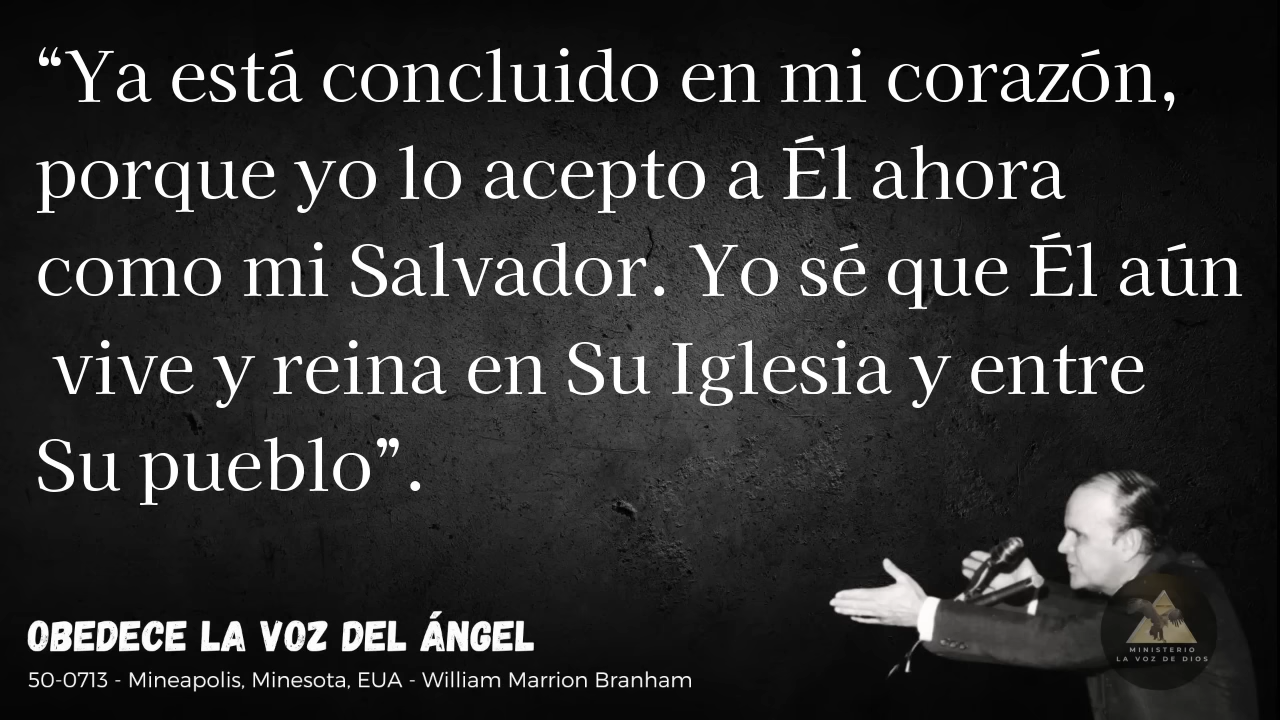 “Ya está concluido en mi corazón,
porque yo lo acepto a Él ahora
como mi Salvador. Yo sé que Él aún
vive y reina en Su Iglesia y entre
Su pueblo”.
OBEDECE LA VOZ DEL ÁNGEL
50-0713 - Mineapolis, Minesota, EUA - William Marrion Branham
MINISTERIO
LA VOZ DE DIOS